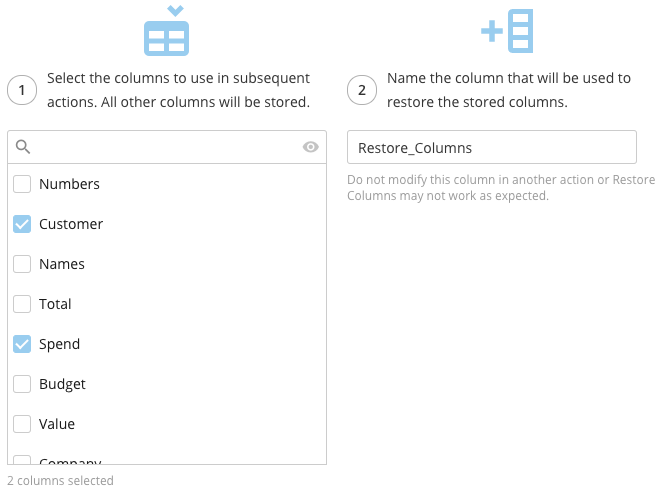 1
Select the columns to use in subsequent
actions. All other columns will be stored.
Numbers
Customer
Names
Total
Spend
Budget
Value
Company
2 columns selected
2
Name the column that will be used to
restore the stored columns.
Restore_Columns
Do not modify this column in another action or Restore
Columns may not work as expected.